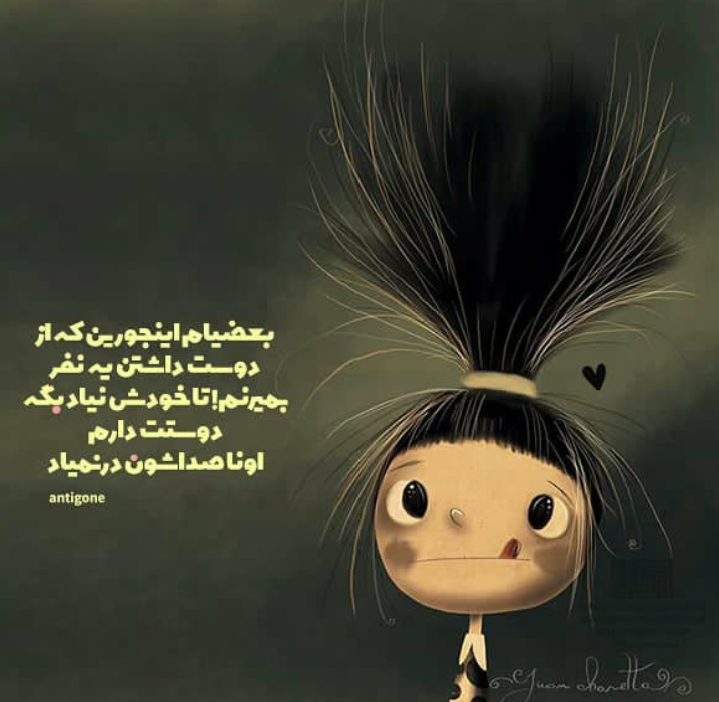 بعضیام اینجورین که از
دوست داشتن یه نفر
بمیرنم! تا خودش نیاد بگه
دوستت دارم
اونا صداشون درنمیاد
antigone